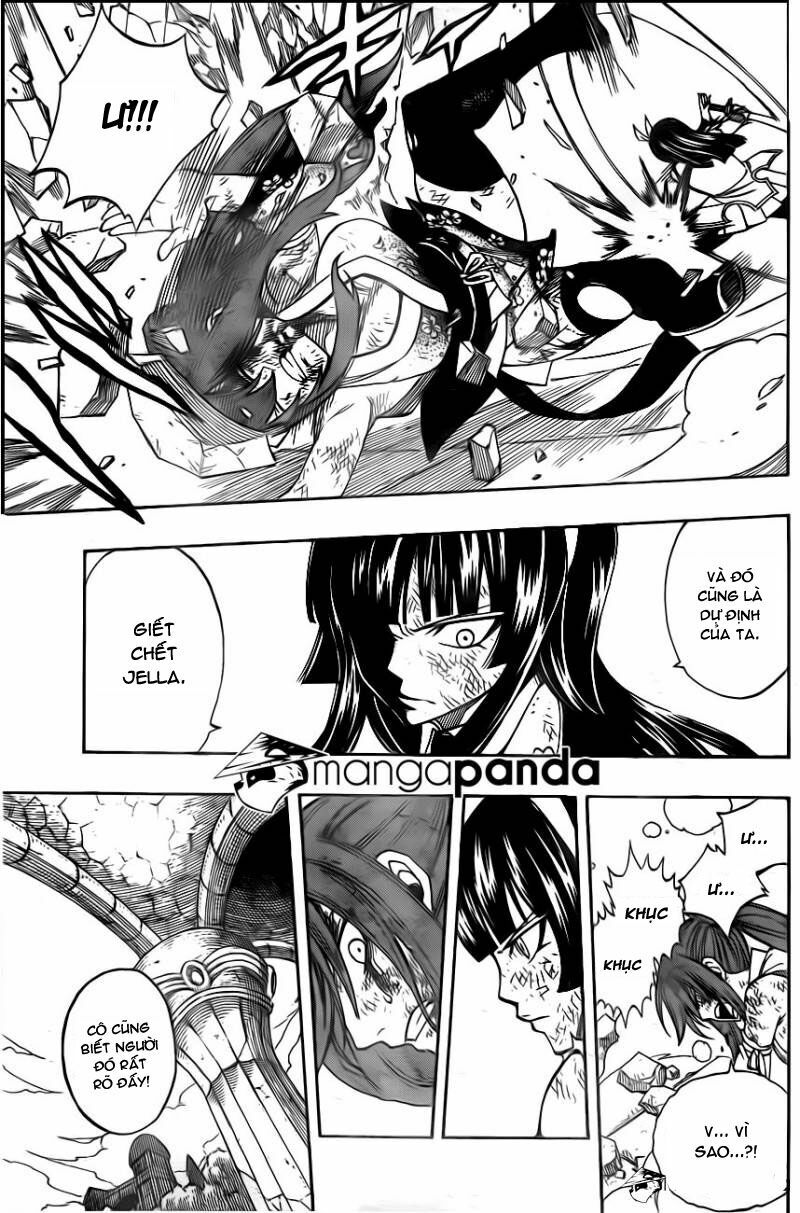 Ư!!!
VÀ ĐÓ
CŨNG LÀ
DỰ ĐỊNH
CỦA TA.
GIẾT
CHẾT
JELLA.
mangapanda
Ư...
Ư...
KHỤC
KHỤC
V... VÌ
SAO...?!
CÔ CŨNG
BIẾT NGƯỜI
ĐÓ RẤT
RÕ ĐẤY!